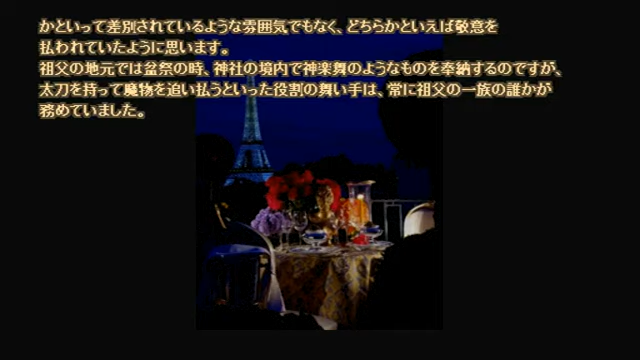 かといって差別されているような雰囲気でもなく、どちらかといえば敬意を
払われていたように思います。
祖父の地元では盆祭の時、神社の境内で神楽舞のようなものを奉納するのですが、
太刀を持って魔物を追い払うといった役割の舞い手は、常に祖父の一族の誰かが
務めていました。